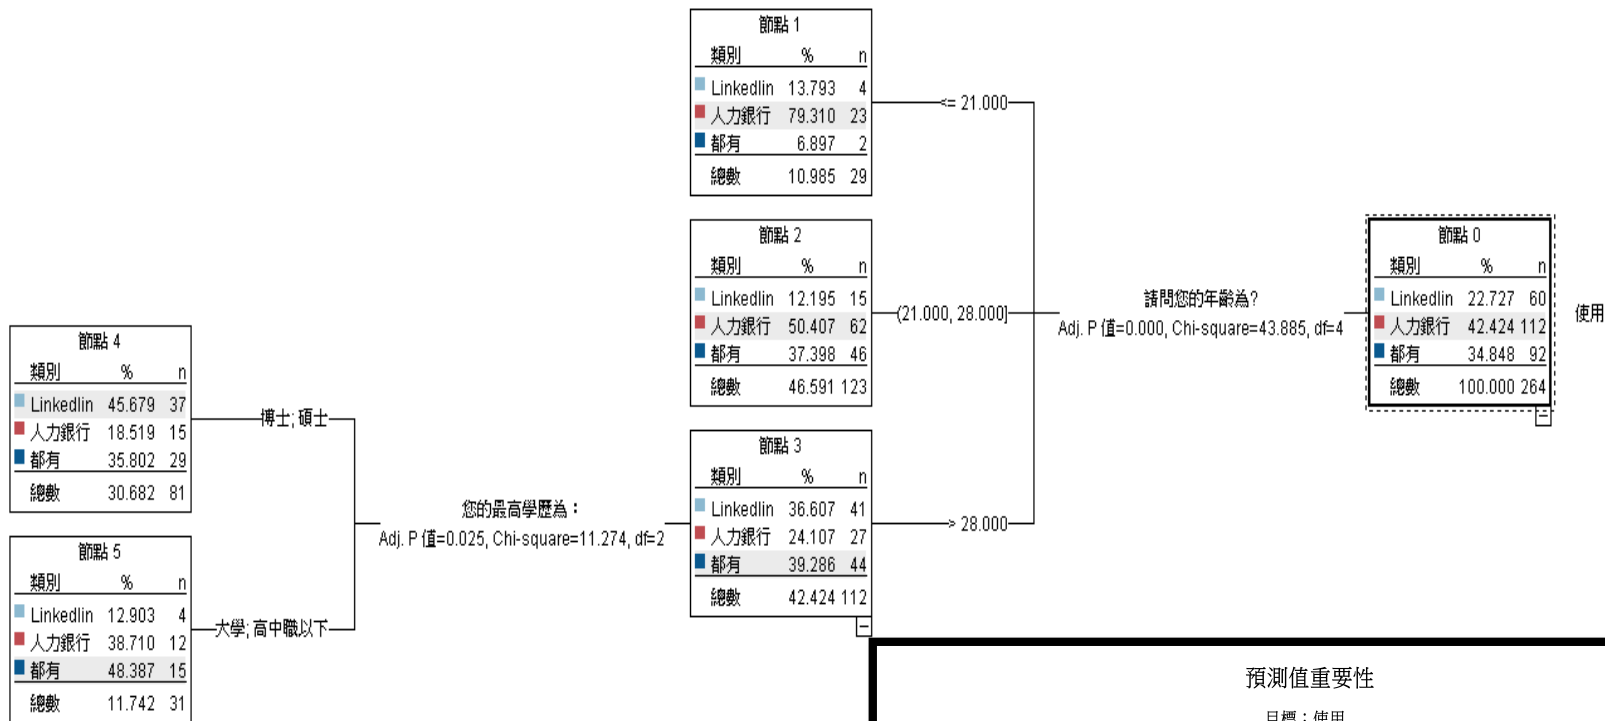 節點 1
類別 % n
Linkedlin 13.793 4
人力銀行 79.310 23
都有 6.897 2
總數 10.985 29
<= 21.000
節點 2
類別 % n
Linkedlin 12.195 15
人力銀行 50.407 62
都有 37.398 46
總數 46.591 123
(21.000, 28.000]
請問您的年齡為?
Adj. P 值=0.000, Chi-square=43.885, df=4
節點 0
類別 % n
Linkedlin 22.727 60
人力銀行 42.424 112
都有 34.848 92
總數 100.000 264
使用
節點 4
類別 % n
Linkedlin 45.679 37
人力銀行 18.519 15
都有 35.802 29
總數 30.682 81
博士; 碩士
您的最高學歷為：
Adj. P 值=0.025, Chi-square=11.274, df=2
節點 3
類別 % n
Linkedlin 36.607 41
人力銀行 24.107 27
都有 39.286 44
總數 42.424 112
> 28.000
節點 5
類別 % n
Linkedlin 12.903 4
人力銀行 38.710 12
都有 48.387 15
總數 11.742 31
大學; 高中職以下
預測值重要性
目標：使用